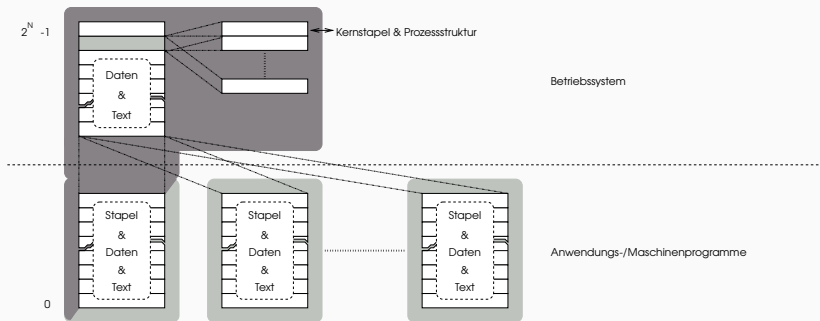 2^N -1
Kernstapel & Prozessstruktur
Daten
&
Text
Betriebssystem
Stapel
&
Daten
&
Text
Stapel
&
Daten
&
Text
Stapel
&
Daten
&
Text
Anwendungs-/Maschinenprogramme
0